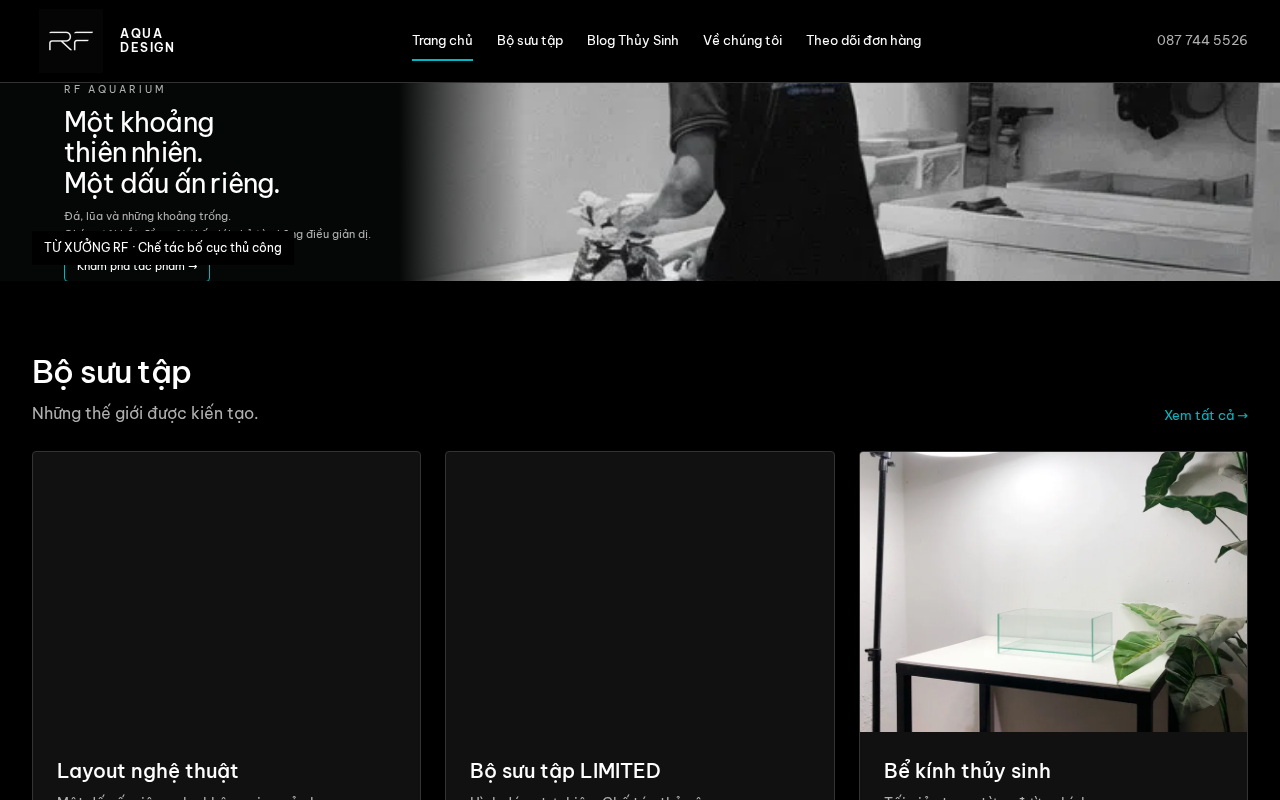 RF
AQUA
DESIGN
Trang chủ
Bộ sưu tập
Blog Thủy Sinh
Về chúng tôi
Theo dõi đơn hàng
087 744 5526
RF AQUARIUM
Một khoảng
thiên nhiên.
Một dấu ấn riêng.
Đá, lũa và những khoảng trống.
điều giản dị.
TỪ XƯỞNG RF · Chế tác bố cục thủ công
Khám phá tác phẩm →
Bộ sưu tập
Những thế giới được kiến tạo.
Xem tất cả →
Layout nghệ thuật
Bộ sưu tập LIMITED
Bể kính thủy sinh